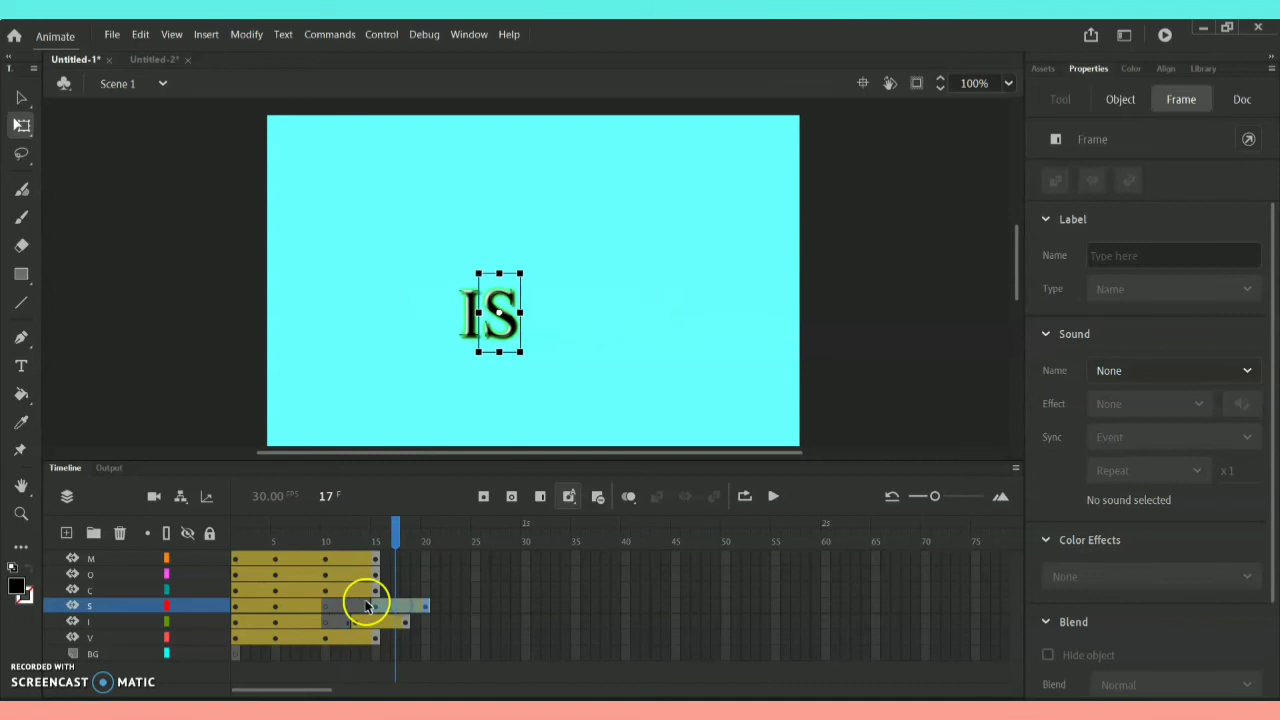 Animate File Edit View Insert Modify Text Commands Control Debug Window Help
Untitled-1* × Untitled-2* ×
Scene 1 100%
Assets Properties Color Align Library
Tool Object Frame Doc
Frame
Label
Name Type here
Type Name
Sound
Name None
Effect None
Sync Event
Repeat x 1
No sound selected
Color Effects
None
Blend
Hide object
Blend Normal
IS
Timeline Output
30.00 FPS 17 F
1s 2s
5 10 15 20 25 30 35 40 45 50 55 60 65 70 75
M
O
C
S
I
V
BG
RECORDED WITH
SCREENCAST MATIC